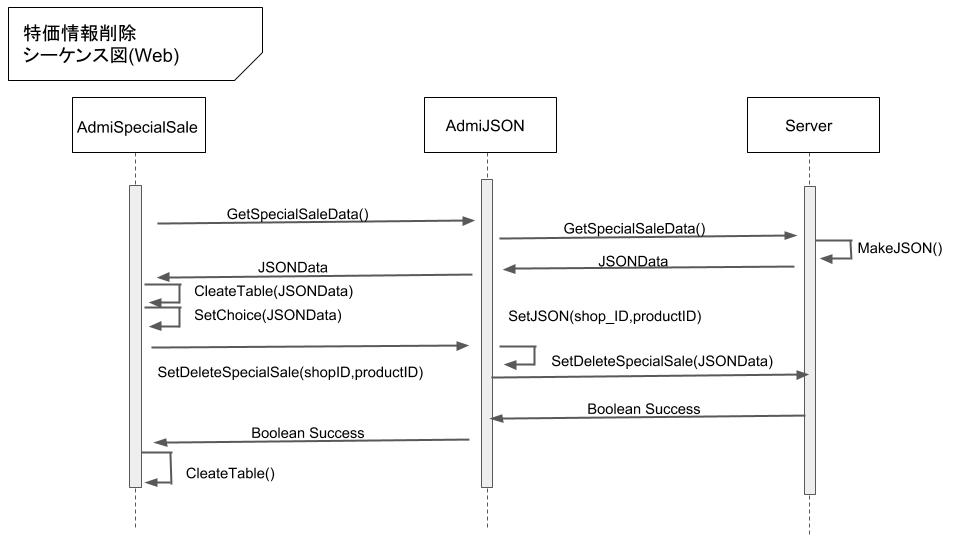 特価情報削除
シーケンス図(Web)
AdmiSpecialSale
AdmiJSON
Server
GetSpecialSaleData()
GetSpecialSaleData()
MakeJSON()
JSONData
JSONData
CleateTable(JSONData)
SetChoice(JSONData)
SetJSON(shop_ID,productID)
SetDeleteSpecialSale(JSONData)
SetDeleteSpecialSale(shopID,productID)
Boolean Success
Boolean Success
CleateTable()